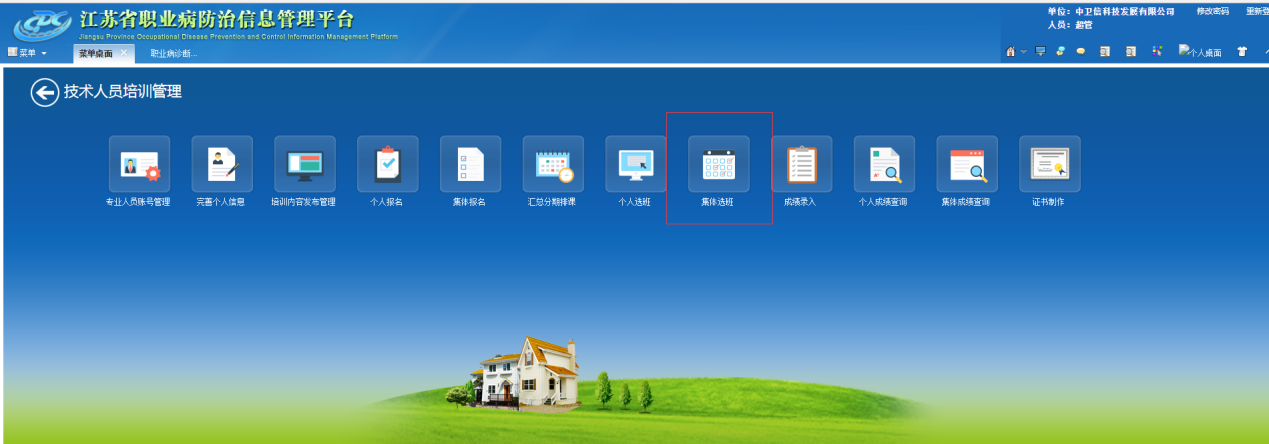 江苏省职业病防治信息管理平台
Jiangsu Province Occupational Disease Prevention and Control Information Management Platform
单位：中卫信科技发展有限公司 修改密码 重新登
人员：超管
菜单 菜单桌面 职业病诊断... 个人桌面
技术人员培训管理
专业人员账号管理 完善个人信息 培训内容发布管理 个人报名 集体报名 汇总分期排课 个人选班 集体选班 成绩录入 个人成绩查询 集体成绩查询 证书制作